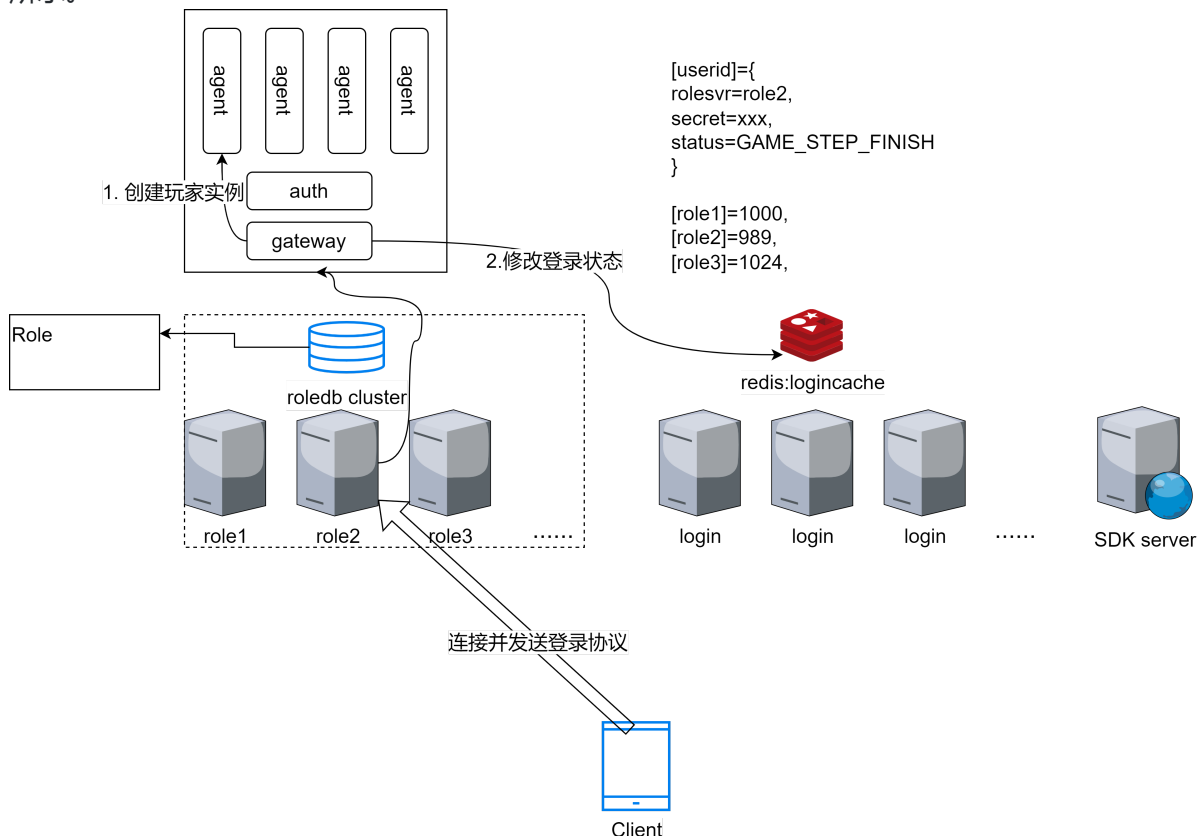 agent
agent
agent
agent
[userid]={
rolesvr=role2,
secret=xxx,
status=GAME_STEP_FINISH
}
1. 创建玩家实例
auth
gateway
[role1]=1000,
[role2]=989,
[role3]=1024,
2.修改登录状态
Role
roledb cluster
redis:logincache
role1
role2
role3
……
login
login
login
……
SDK server
连接并发送登录协议
Client